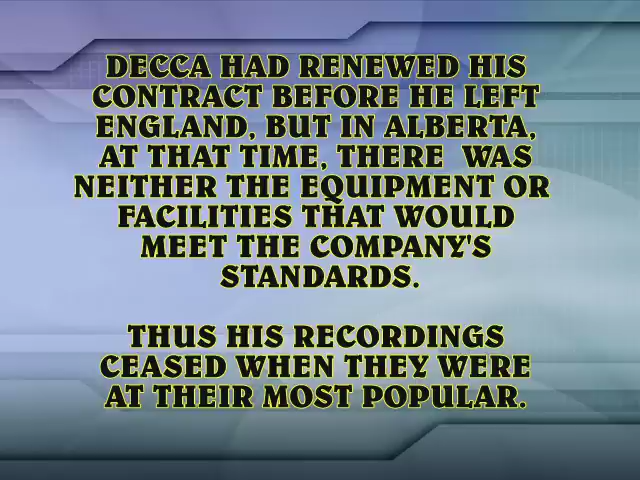 DECCA HAD RENEWED HIS
CONTRACT BEFORE HE LEFT
ENGLAND, BUT IN ALBERTA,
AT THAT TIME, THERE WAS
NEITHER THE EQUIPMENT OR
FACILITIES THAT WOULD
MEET THE COMPANY'S
STANDARDS.
THUS HIS RECORDINGS
CEASED WHEN THEY WERE
AT THEIR MOST POPULAR.